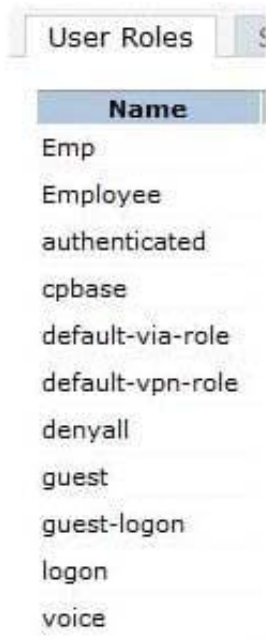 User Roles
Name
Emp
Employee
authenticated
cpbase
default-via-role
default-vpn-role
denyall
guest
guest-logon
logon
voice